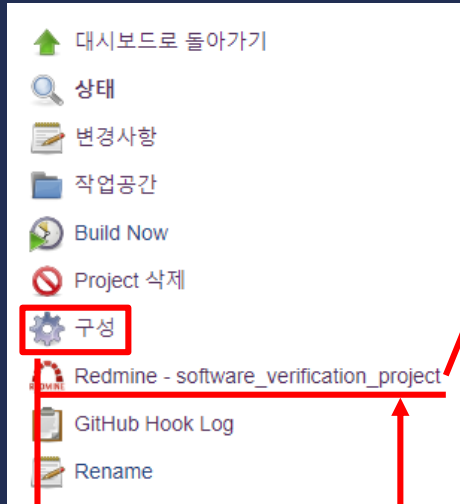 대시보드로 돌아가기
상태
변경사항
작업공간
Build Now
Project 삭제
구성
Redmine - software_verification_project
GitHub Hook Log
Rename